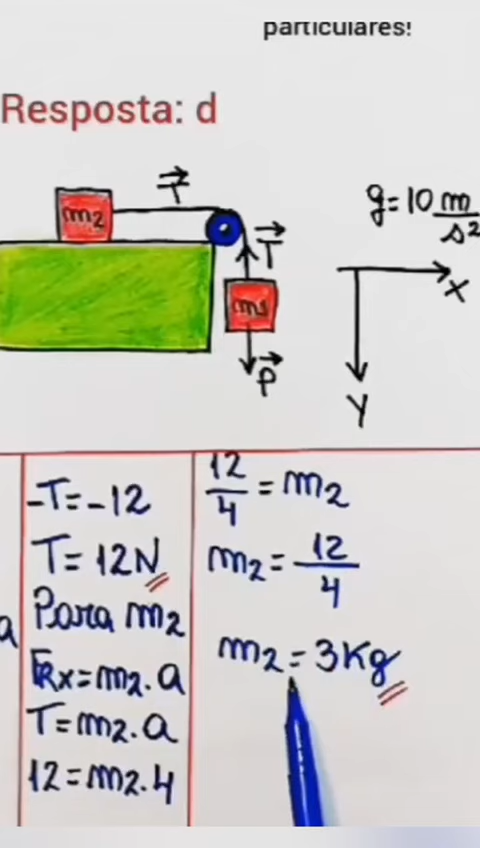 particulares!
Resposta: d
T
m2
T
m1
P
g=10 m/s²
X
Y
-T=-12
T=12N
Para m2
FRx=m2.a
T=m2.a
12=m2.4
a
12/4=m2
m2=12/4
m2=3Kg